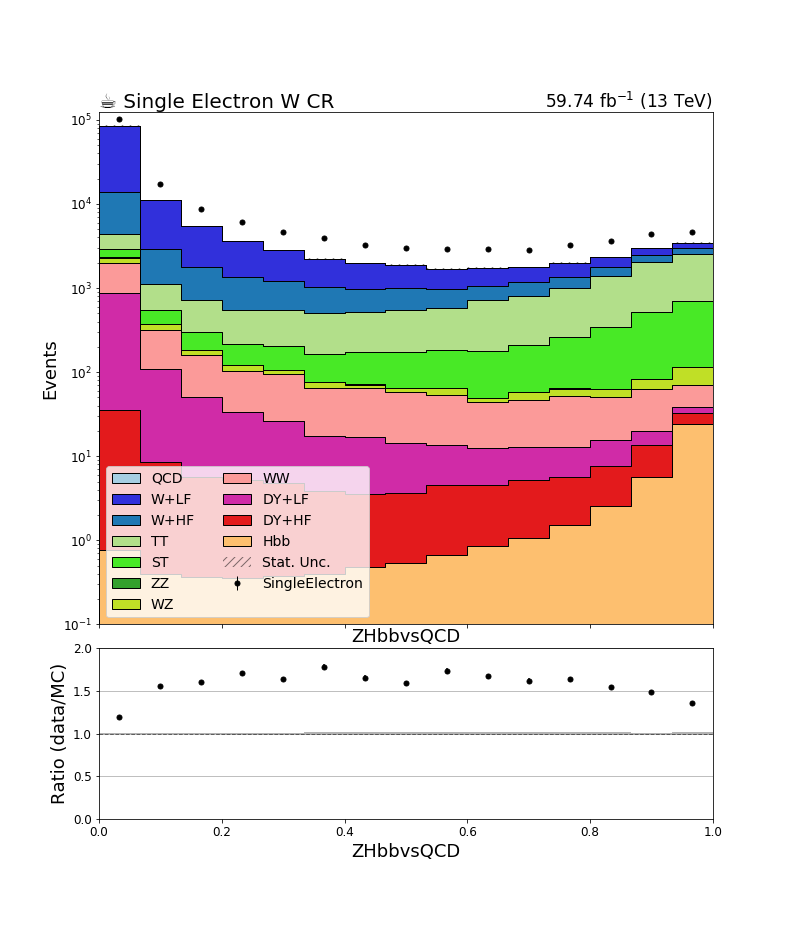 ☕ Single Electron W CR
59.74 fb⁻¹ (13 TeV)
Events
10⁵
10⁴
10³
10²
10¹
10⁰
10⁻¹
QCD
W+LF
W+HF
TT
ST
ZZ
WZ
WW
DY+LF
DY+HF
Hbb
Stat. Unc.
SingleElectron
ZHbbvsQCD
Ratio (data/MC)
2.0
1.5
1.0
0.5
0.0
0.0 0.2 0.4 0.6 0.8 1.0
ZHbbvsQCD